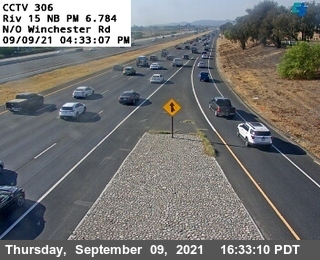 CCTV 306
Riv 15 NB PM 6.784
N/O Winchester Rd
09/09/21 04:33:07 PM
Thursday, September 09, 2021 16:33:10 PDT